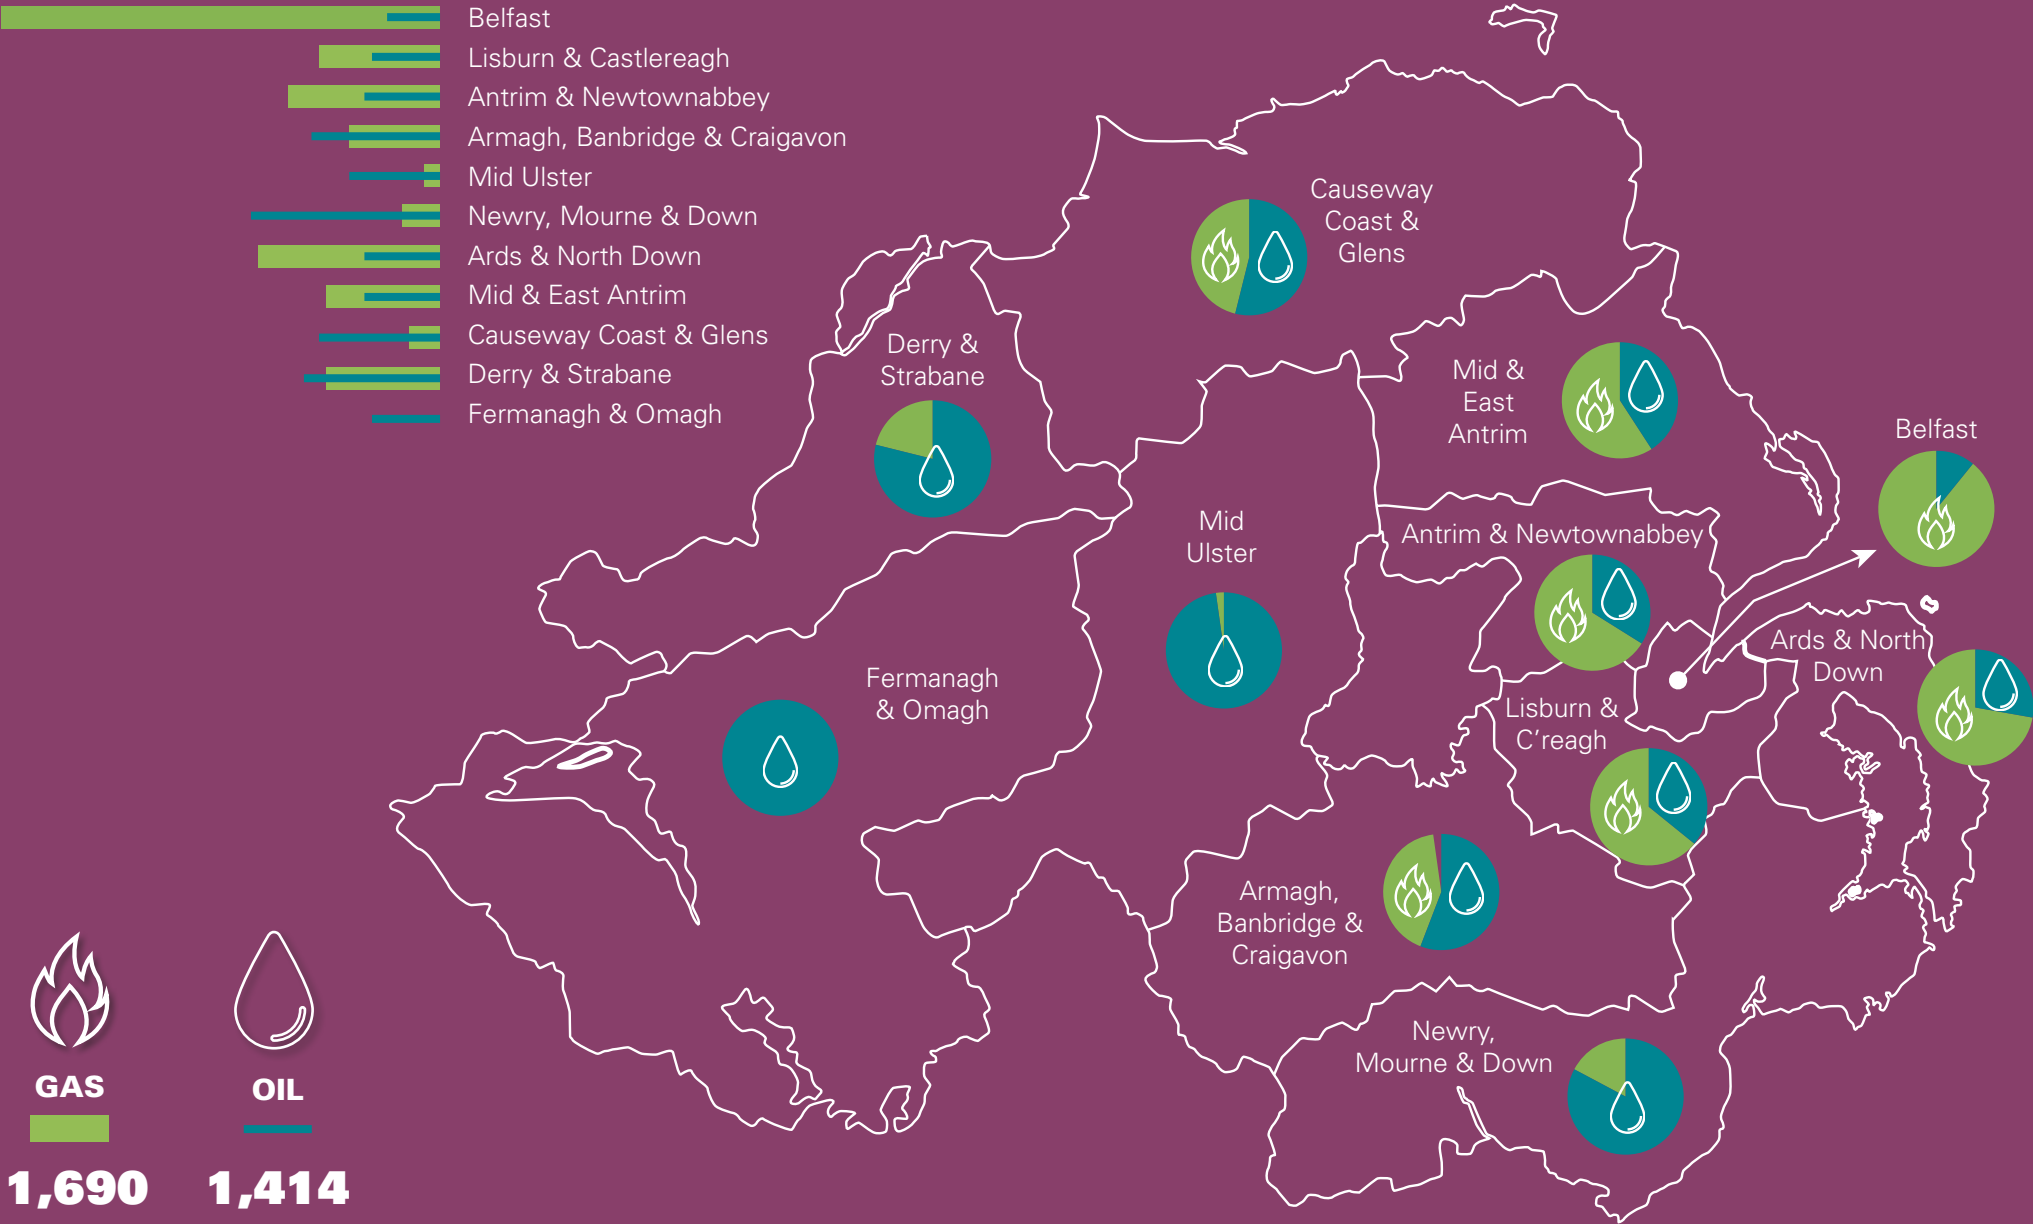 Belfast
Lisburn & Castlereagh
Antrim & Newtownabbey
Armagh, Banbridge & Craigavon
Mid Ulster
Newry, Mourne & Down
Ards & North Down
Mid & East Antrim
Causeway Coast & Glens
Derry & Strabane
Fermanagh & Omagh
Causeway
Coast &
Glens
Derry &
Strabane
Mid &
East
Antrim
Belfast
Mid
Ulster
Antrim & Newtownabbey
Ards & North
Down
Fermanagh
& Omagh
Lisburn &
C’reagh
Armagh,
Banbridge &
Craigavon
Newry,
Mourne & Down
GAS
1,690
OIL
1,414